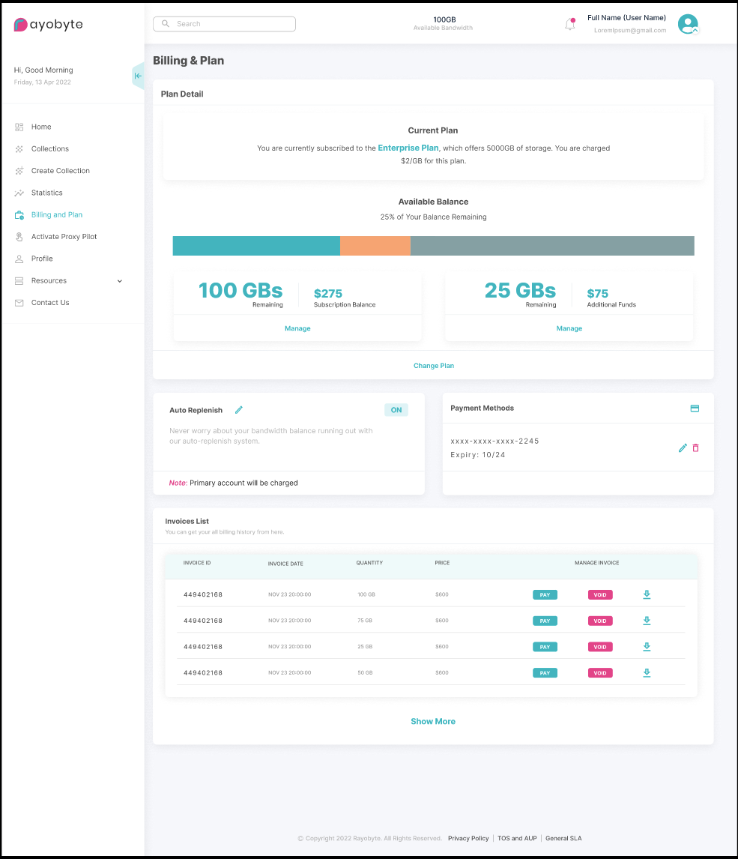 ayobyte
Search
100GB
Available Bandwidth
Full Name (User Name)
Loremipsum@gmail.com
Hi, Good Morning
Friday, 13 Apr 2022
Home
Collections
Create Collection
Statistics
Billing and Plan
Activate Proxy Pilot
Profile
Resources
Contact Us
Billing & Plan
Plan Detail
Current Plan
You are currently subscribed to the Enterprise Plan, which offers 5000GB of storage. You are charged
$2/GB for this plan.
Available Balance
25% of Your Balance Remaining
100 GBs
Remaining
$275
Subscription Balance
Manage
25 GBs
Remaining
$75
Additional Funds
Manage
Change Plan
Auto Replenish
ON
Never worry about your bandwidth balance running out with
our auto-replenish system.
Note: Primary account will be charged
Payment Methods
xxxx-xxxx-xxxx-2245
Expiry: 10/24
Invoices List
You can get your all billing history from here.
INVOICE ID INVOICE DATE QUANTITY PRICE MANAGE INVOICE
449402168 NOV 23 20:00:00 100 GB $600 PAY VOID
449402168 NOV 23 20:00:00 75 GB $600 PAY VOID
449402168 NOV 23 20:00:00 25 GB $600 PAY VOID
449402168 NOV 23 20:00:00 50 GB $600 PAY VOID
Show More
© Copyright 2022 Rayobyte. All Rights Reserved. Privacy Policy | TOS and AUP | General SLA